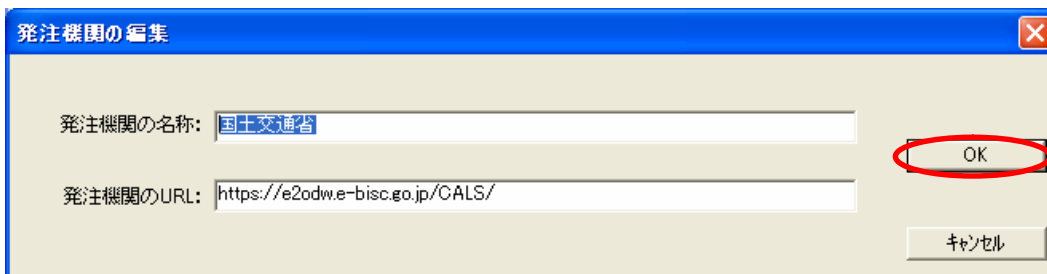 発注機関の編集
発注機関の名称: 国土交通省
OK
発注機関のURL: https://e2odw.e-bisc.go.jp/CALS/
キャンセル